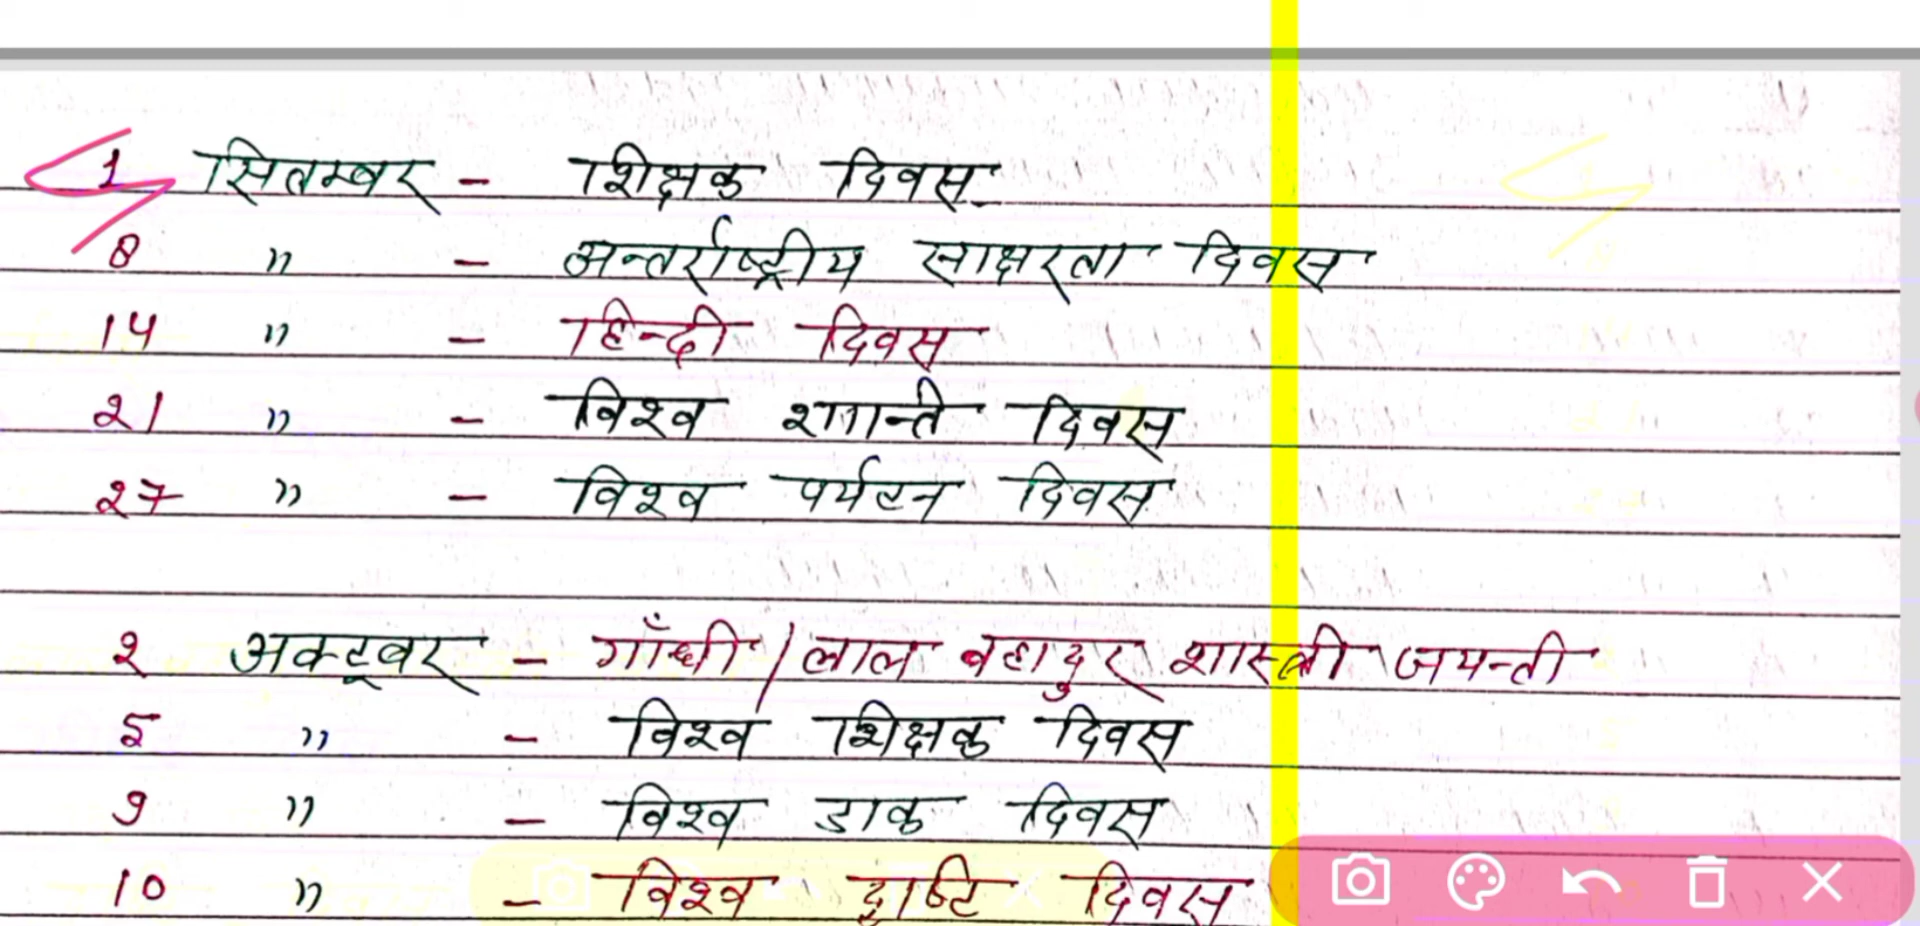 1 सितम्बर - शिक्षक दिवस
8 " - अन्तर्राष्ट्रीय साक्षरता दिवस
14 " - हिन्दी दिवस
21 " - विश्व शान्ति दिवस
27 " - विश्व पर्यटन दिवस
2 अक्टूबर - गाँधी / लाल बहादुर शास्त्री जयन्ती
5 " - विश्व शिक्षक दिवस
9 " - विश्व डाक दिवस
10 " - विश्व दृष्टि दिवस